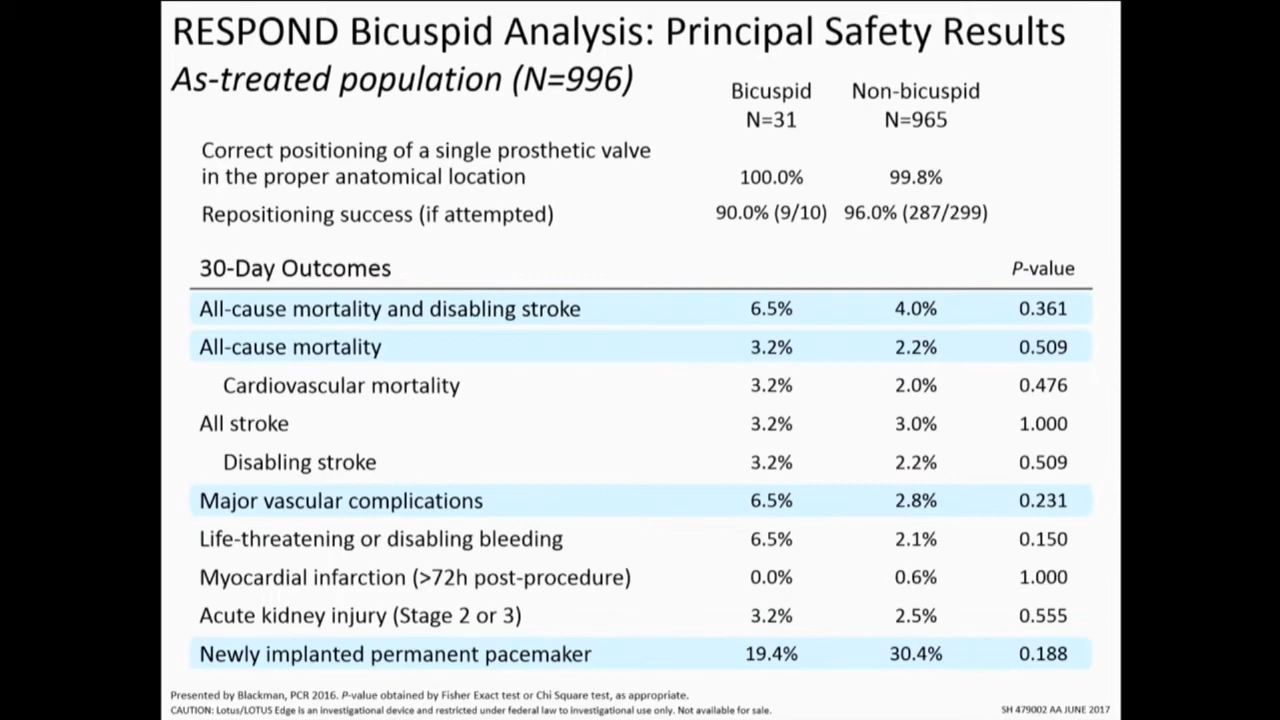 RESPOND Bicuspid Analysis: Principal Safety Results
As-treated population (N=996)
Bicuspid Non-bicuspid
N=31 N=965
Correct positioning of a single prosthetic valve
in the proper anatomical location 100.0% 99.8%
Repositioning success (if attempted) 90.0% (9/10) 96.0% (287/299)
30-Day Outcomes P-value
All-cause mortality and disabling stroke 6.5% 4.0% 0.361
All-cause mortality 3.2% 2.2% 0.509
Cardiovascular mortality 3.2% 2.0% 0.476
All stroke 3.2% 3.0% 1.000
Disabling stroke 3.2% 2.2% 0.509
Major vascular complications 6.5% 2.8% 0.231
Life-threatening or disabling bleeding 6.5% 2.1% 0.150
Myocardial infarction (>72h post-procedure) 0.0% 0.6% 1.000
Acute kidney injury (Stage 2 or 3) 3.2% 2.5% 0.555
Newly implanted permanent pacemaker 19.4% 30.4% 0.188
Presented by Blackman, PCR 2016. P-value obtained by Fisher Exact test or Chi Square test, as appropriate.
CAUTION: Lotus/LOTUS Edge is an investigational device and restricted under federal law to investigational use only. Not available for sale. SH 479002 AA JUNE 2017